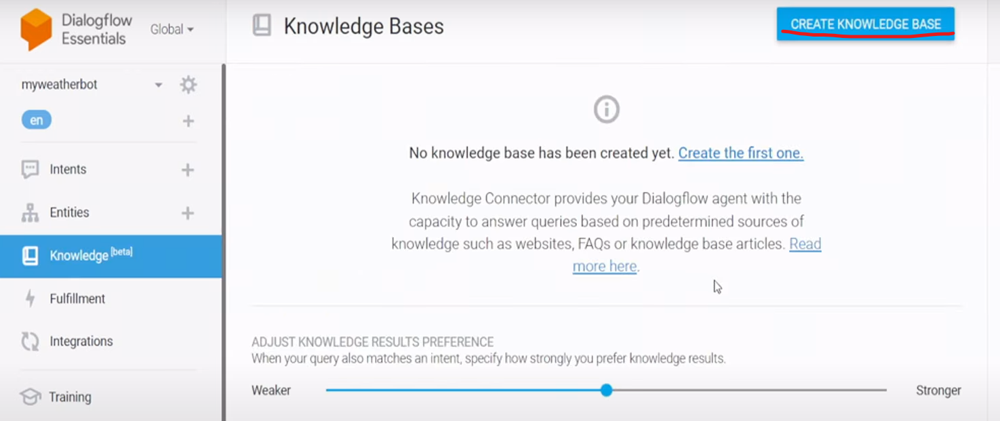 Dialogflow
Essentials
Global
Knowledge Bases
CREATE KNOWLEDGE BASE
myweatherbot
en
Intents
Entities
Knowledge [beta]
Fulfillment
Integrations
Training
No knowledge base has been created yet. Create the first one.
Knowledge Connector provides your Dialogflow agent with the
capacity to answer queries based on predetermined sources of
knowledge such as websites, FAQs or knowledge base articles. Read
more here.
ADJUST KNOWLEDGE RESULTS PREFERENCE
When your query also matches an intent, specify how strongly you prefer knowledge results.
Weaker
Stronger